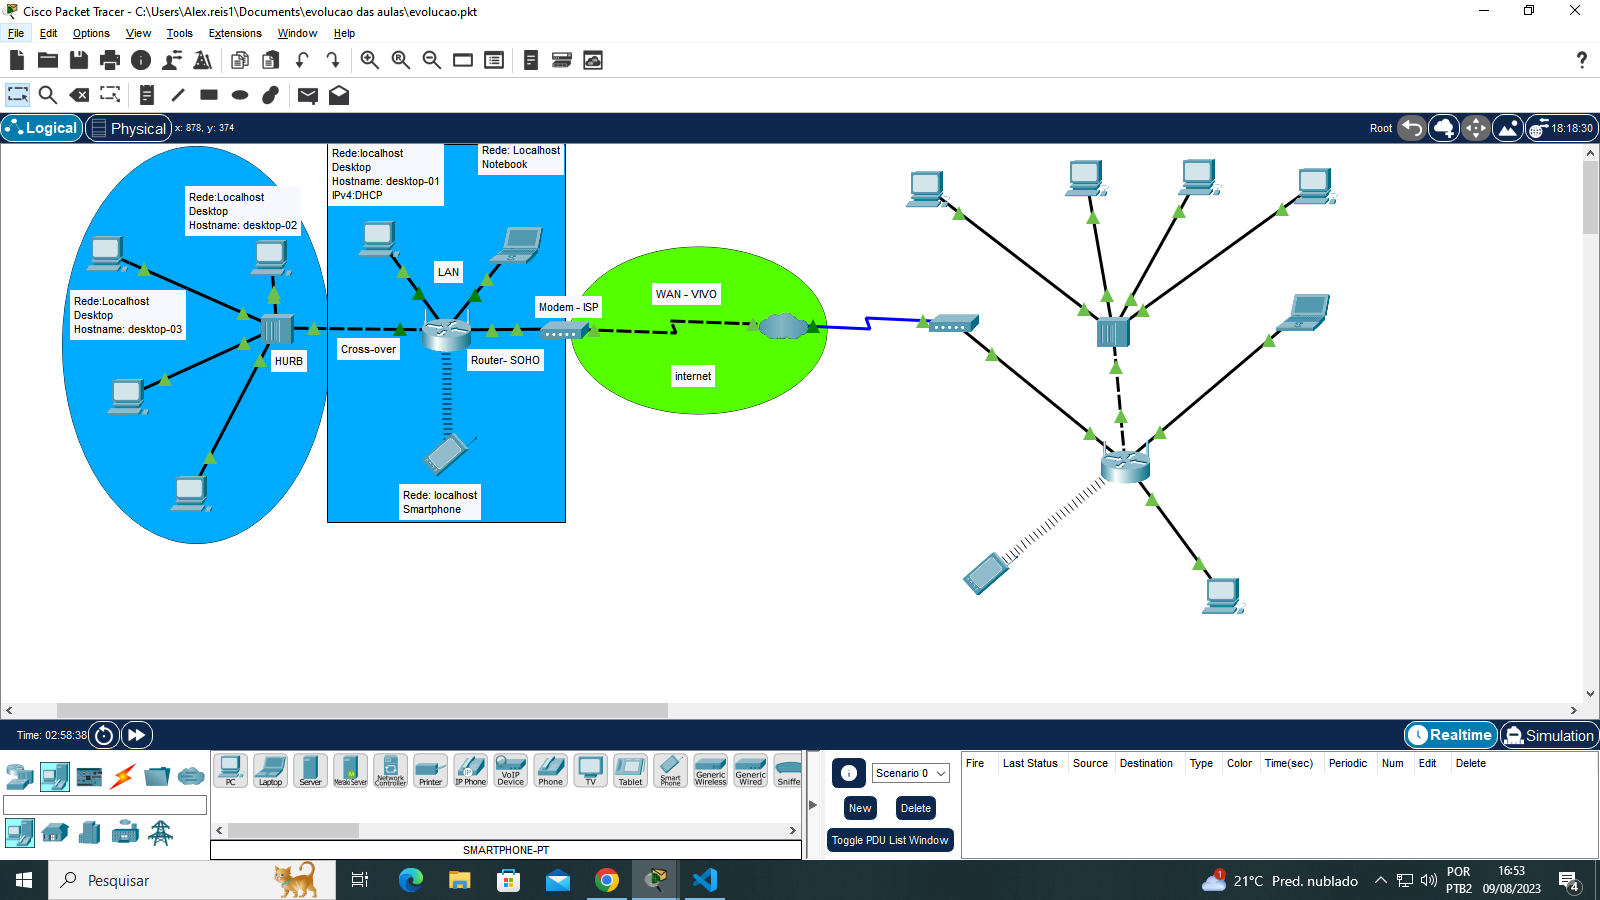 Cisco Packet Tracer - C:\Users\Alex.reis1\Documents\evolucao das aulas\evolucao.pkt
File Edit Options View Tools Extensions Window Help
?
Logical Physical x: 878, y: 374 Root 18:18:30
Rede:Localhost
Desktop
Hostname: desktop-02
Rede:Localhost
Desktop
Hostname: desktop-03
HURB
Rede:localhost
Desktop
Hostname: desktop-01
IPv4:DHCP
Rede: Localhost
Notebook
LAN
Cross-over
Router- SOHO
Modem - ISP
Rede: localhost
Smartphone
WAN - VIVO
internet
Time: 02:58:38
Realtime Simulation
PC Laptop Server Meraki Server Network Controller Printer IP Phone VoIP Device Phone TV Tablet Smart Phone Generic Wireless Generic Wired Sniffe
SMARTPHONE-PT
Scenario 0
New Delete
Toggle PDU List Window
Fire Last Status Source Destination Type Color Time(sec) Periodic Num Edit Delete
Pesquisar
1
21°C Pred. nublado
POR
PTB2
16:53
09/08/2023
4